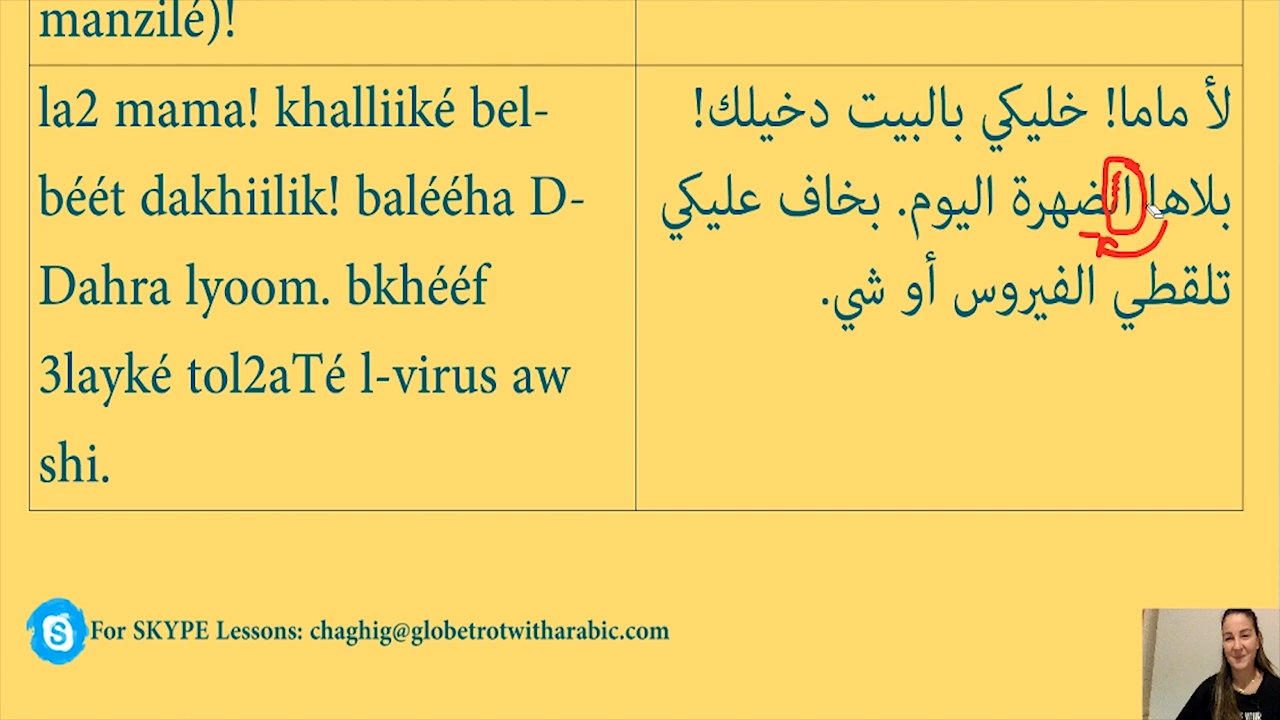 manzilé)!
la2 mama! khalliiké bel-
béét dakhiilik! balééha D-
Dahra lyoom. bkhééf
3layké tol2aTé l-virus aw
shi.
لأ ماما! خليكي بالبيت دخيلك!
بلاها الضهرة اليوم. بخاف عليكي
تلقطي الفيروس أو شي.
For SKYPE Lessons: chaghig@globetrotwitharabic.com